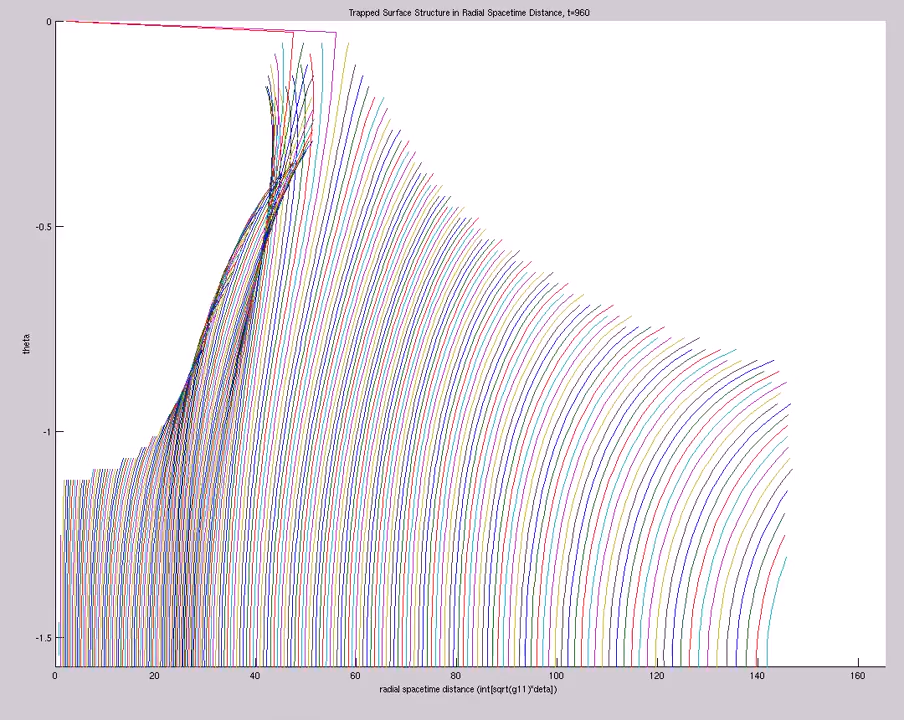 Trapped Surface Structure in Radial Spacetime Distance, t=960
0
-0.5
theta
-1
-1.5
0 20 40 60 80 100 120 140 160
radial spacetime distance (int[sqrt(g11)*deta])